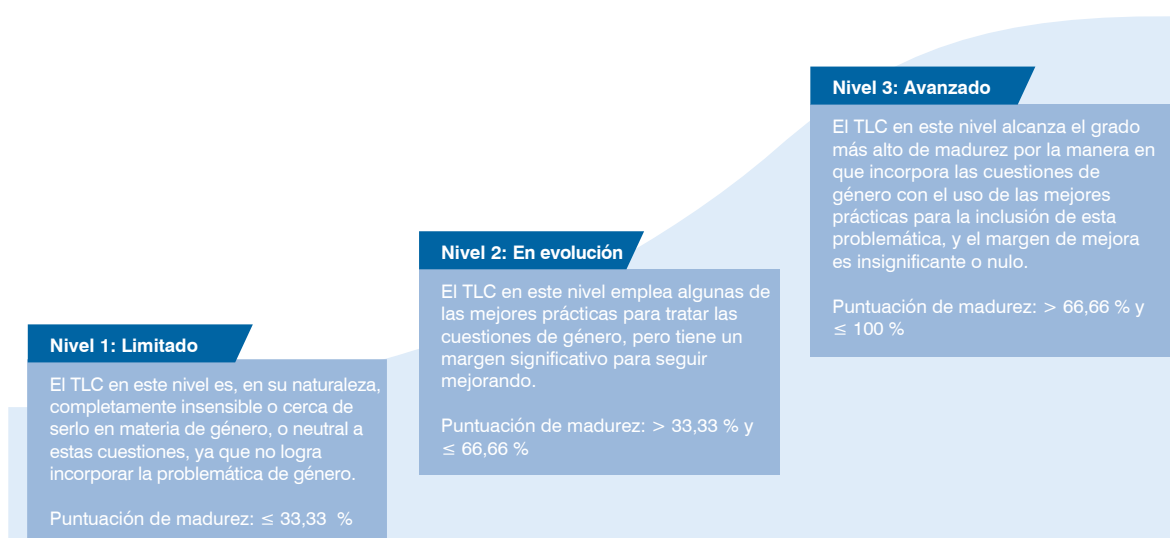 Nivel 1: Limitado
El TLC en este nivel es, en su naturaleza,
completamente insensible o cerca de
serlo en materia de género, o neutral a
estas cuestiones, ya que no logra
incorporar la problemática de género.
Puntuación de madurez: ≤ 33,33 %
Nivel 2: En evolución
El TLC en este nivel emplea algunas de
las mejores prácticas para tratar las
cuestiones de género, pero tiene un
margen significativo para seguir
mejorando.
Puntuación de madurez: > 33,33 % y
≤ 66,66 %
Nivel 3: Avanzado
El TLC en este nivel alcanza el grado
más alto de madurez por la manera en
que incorpora las cuestiones de
género con el uso de las mejores
prácticas para la inclusión de esta
problemática, y el margen de mejora
es insignificante o nulo.
Puntuación de madurez: > 66,66 % y
≤ 100 %